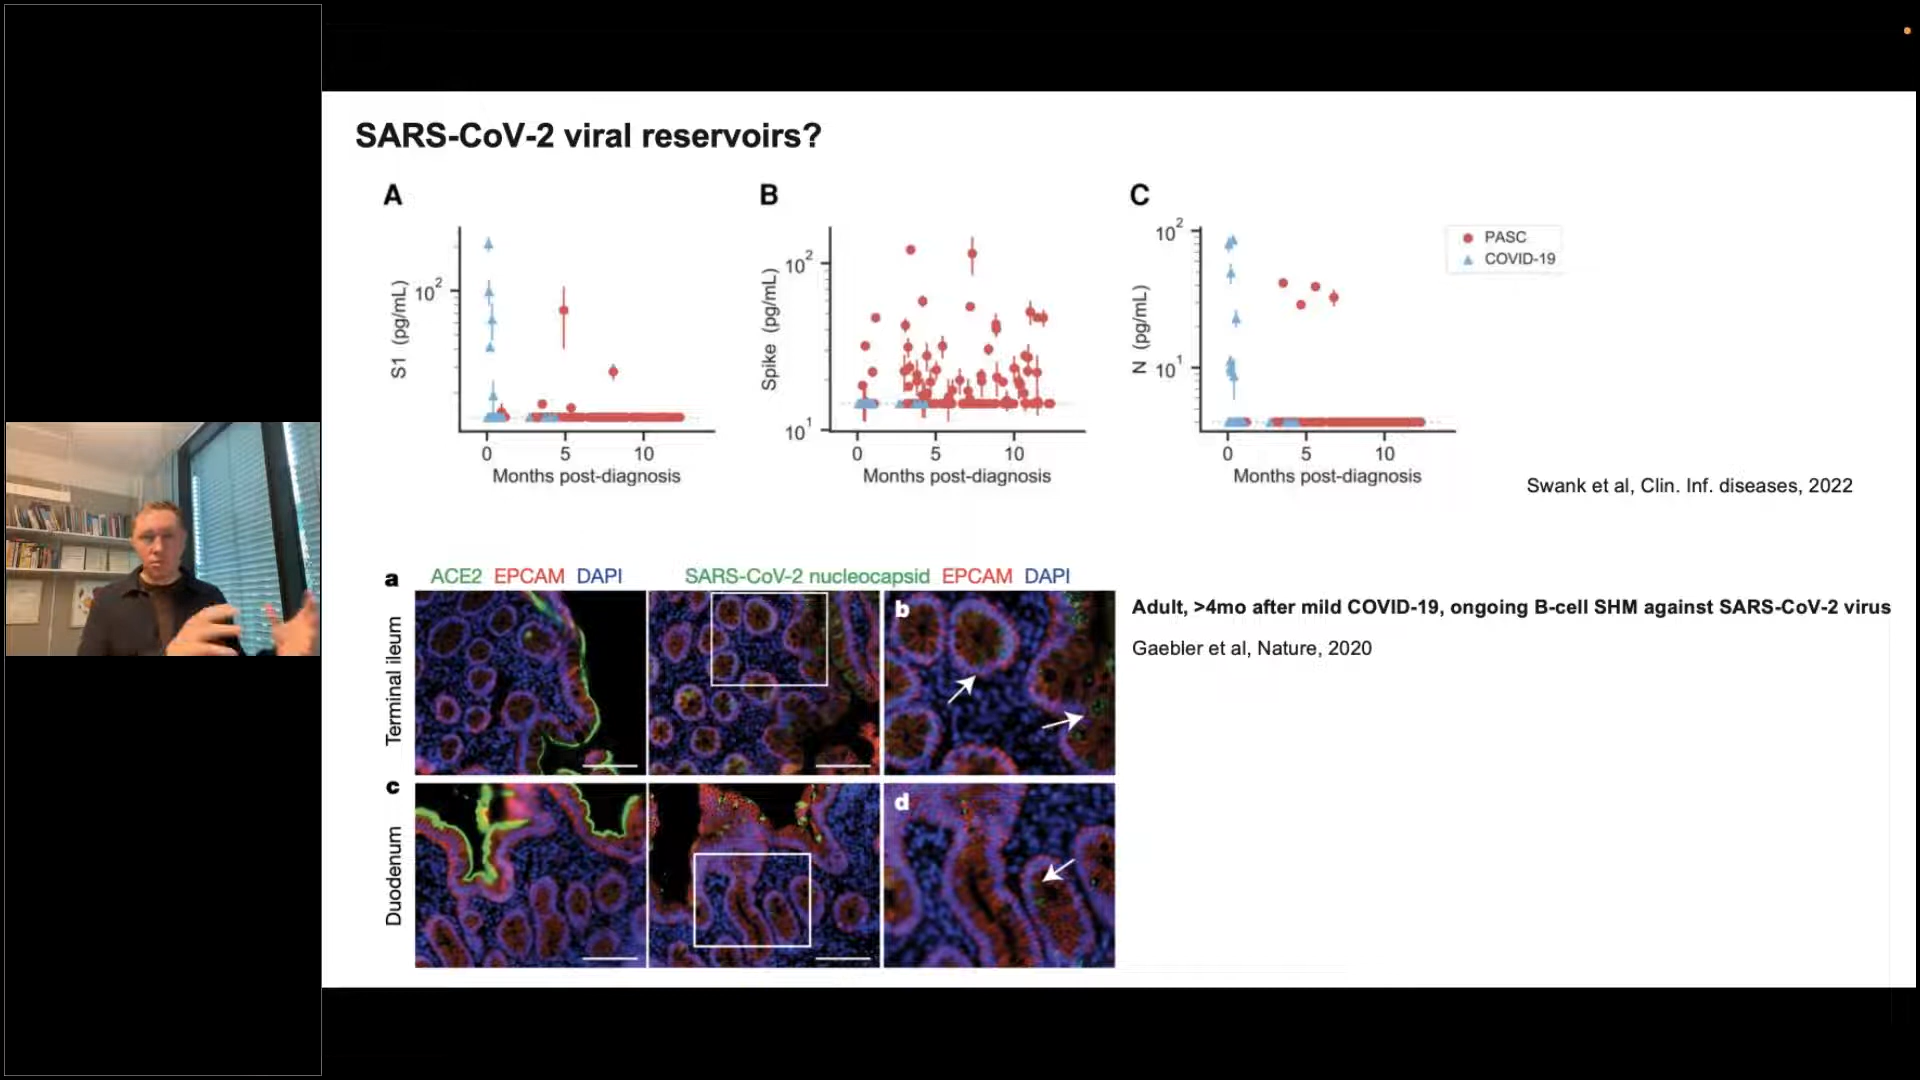 SARS-CoV-2 viral reservoirs?
A
S1 (pg/mL)
10²
0 5 10
Months post-diagnosis
B
Spike (pg/mL)
10²
10¹
0 5 10
Months post-diagnosis
C
N (pg/mL)
10²
10¹
0 5 10
Months post-diagnosis
PASC
COVID-19
Swank et al, Clin. Inf. diseases, 2022
a
ACE2 EPCAM DAPI
SARS-CoV-2 nucleocapsid EPCAM DAPI
Terminal ileum
b
c
Duodenum
d
Adult, >4mo after mild COVID-19, ongoing B-cell SHM against SARS-CoV-2 virus
Gaebler et al, Nature, 2020